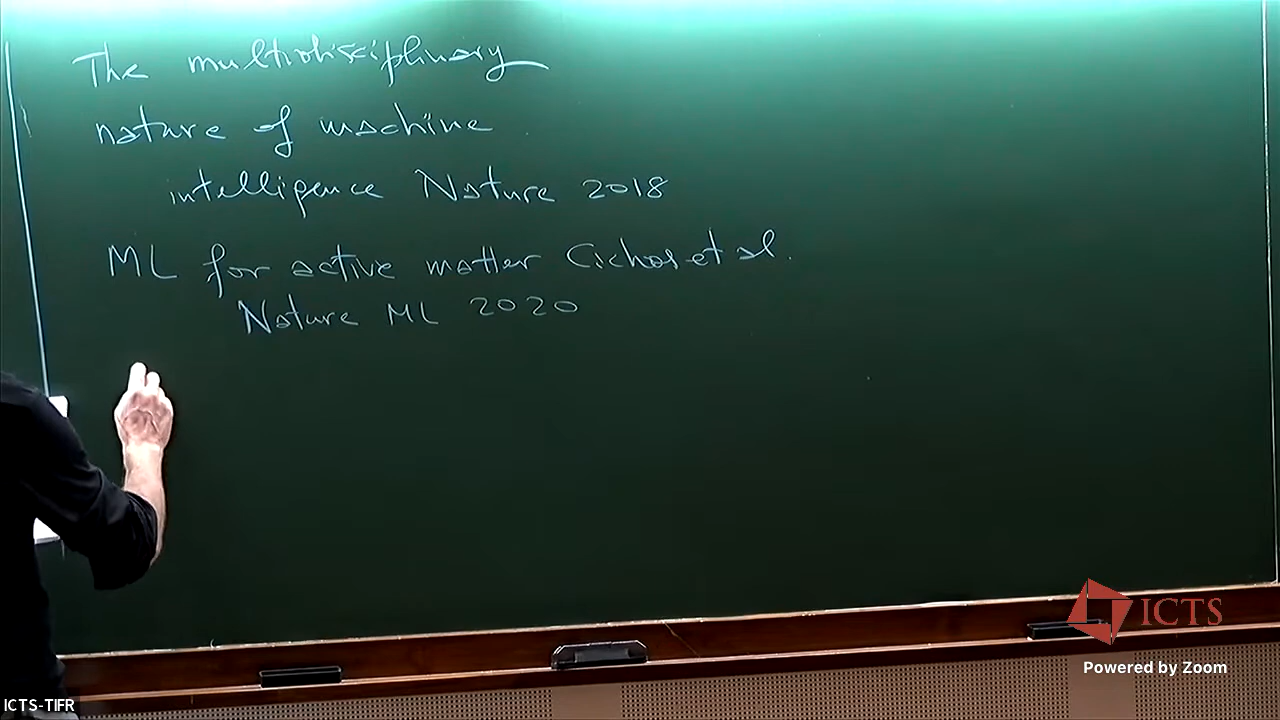 The multidisciplinary
nature of machine
intelligence Nature 2018
ML for active matter Cichos et al.
Nature ML 2020
ICTS
Powered by Zoom
ICTS-TIFR